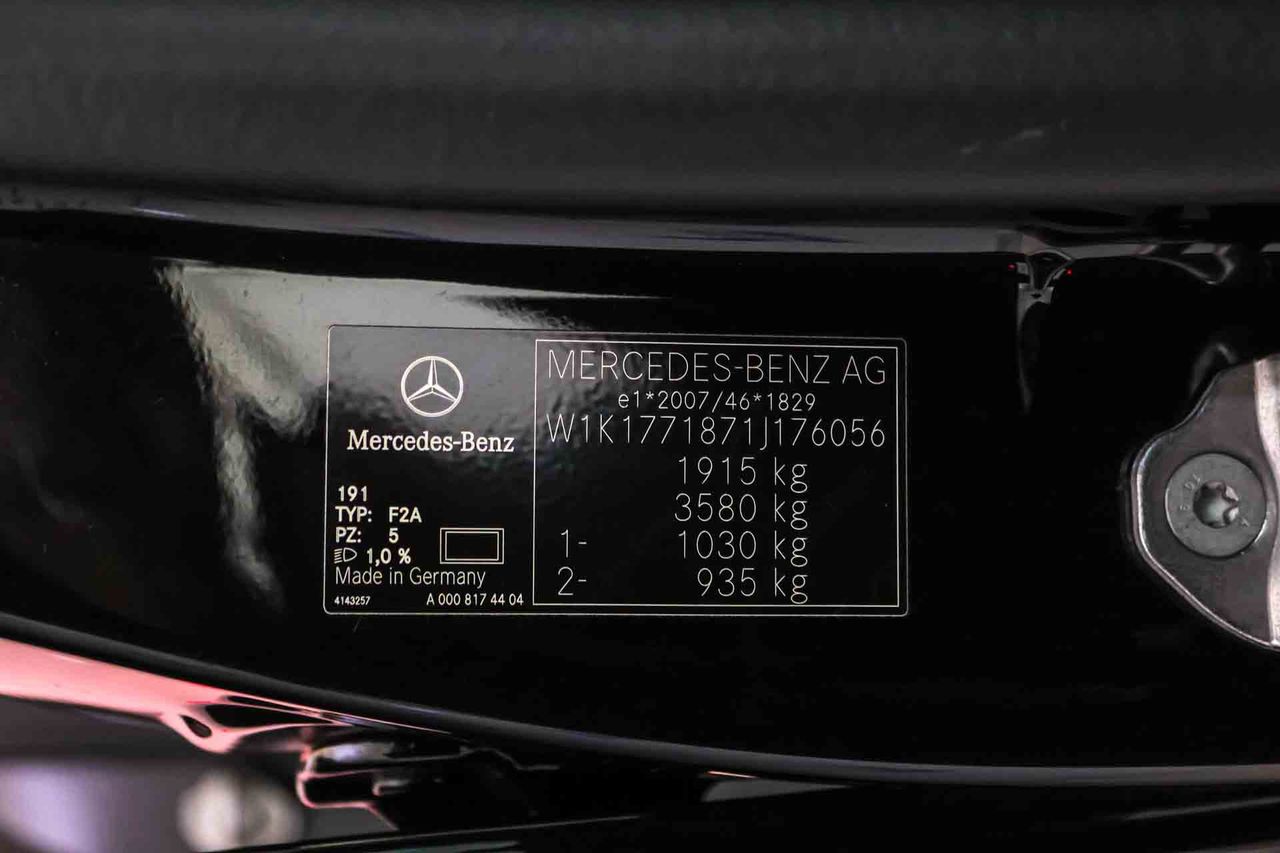 Mercedes-Benz
191
TYP: F2A
PZ: 5
1,0 %
Made in Germany
4143257 A 000 817 44 04
MERCEDES-BENZ AG
e1*2007/46*1829
W1K1771871J176056
1915 kg
3580 kg
1- 1030 kg
2- 935 kg